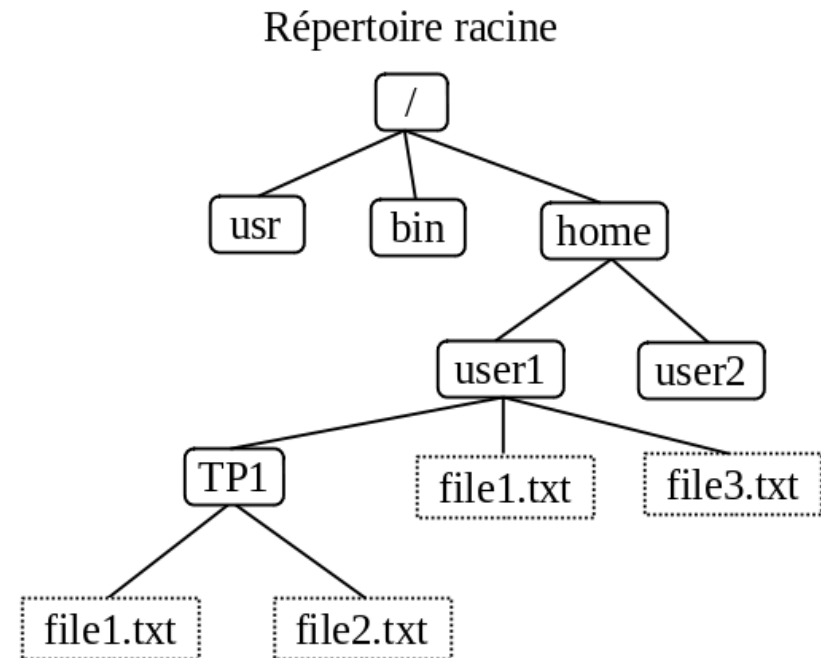 Répertoire racine
/
usr
bin
home
user1
user2
TP1
file1.txt
file3.txt
file1.txt
file2.txt